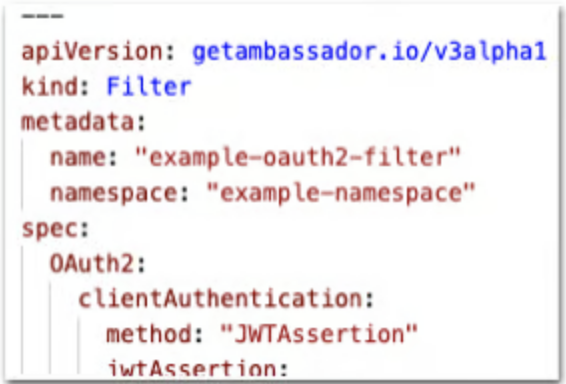 ---
apiVersion: getambassador.io/v3alpha1
kind: Filter
metadata:
  name: "example-oauth2-filter"
  namespace: "example-namespace"
spec:
  OAuth2:
    clientAuthentication:
      method: "JWTAssertion"
      jwtAssertion: